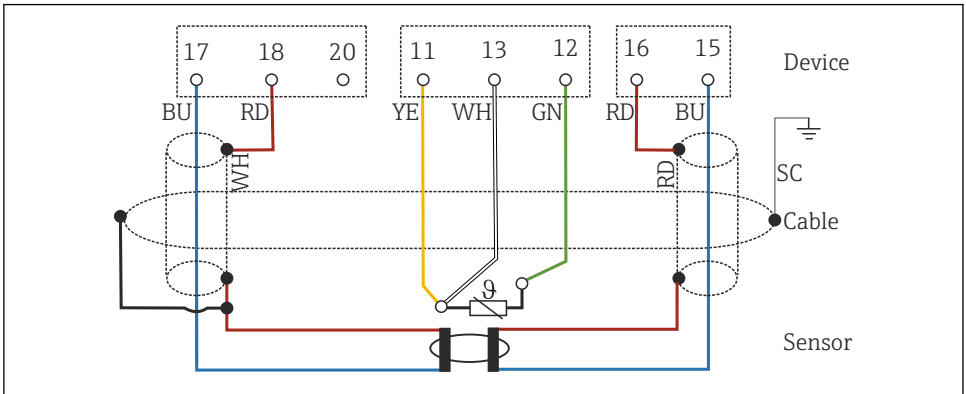 17 18 20 11 13 12 16 15
Device
BU RD YE WH GN RD BU
WH
RD
SC
Cable
ϑ
Sensor